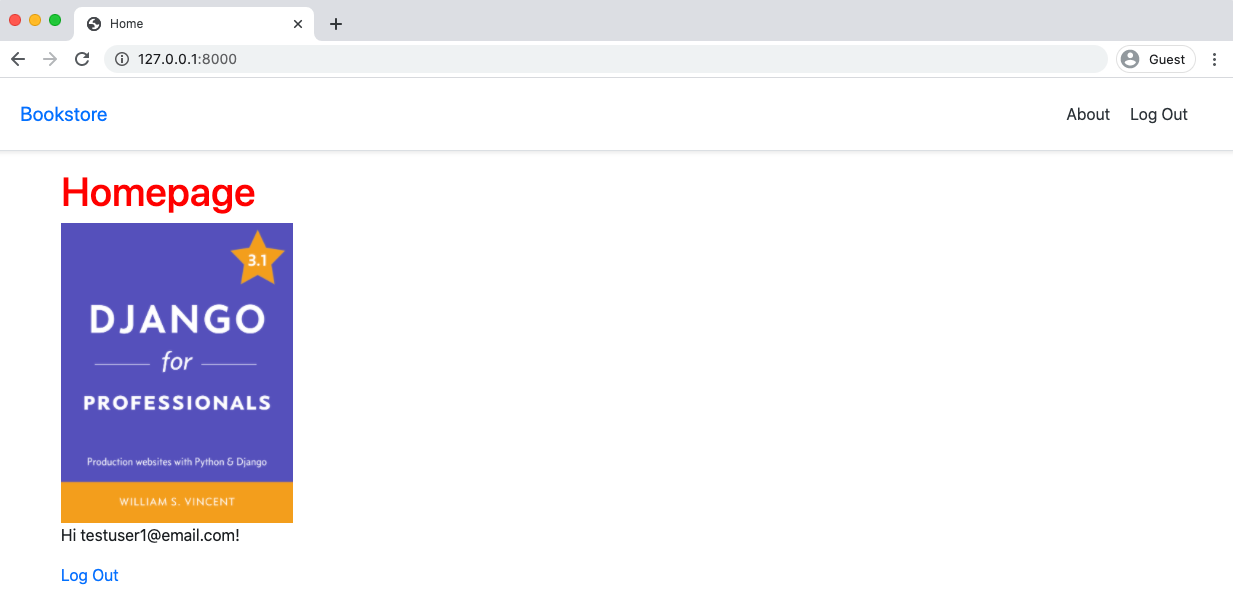 Home
127.0.0.1:8000
Guest
Bookstore
About
Log Out
Homepage
3.1
DJANGO
for
PROFESSIONALS
Production websites with Python & Django
WILLIAM S. VINCENT
Hi testuser1@email.com!
Log Out